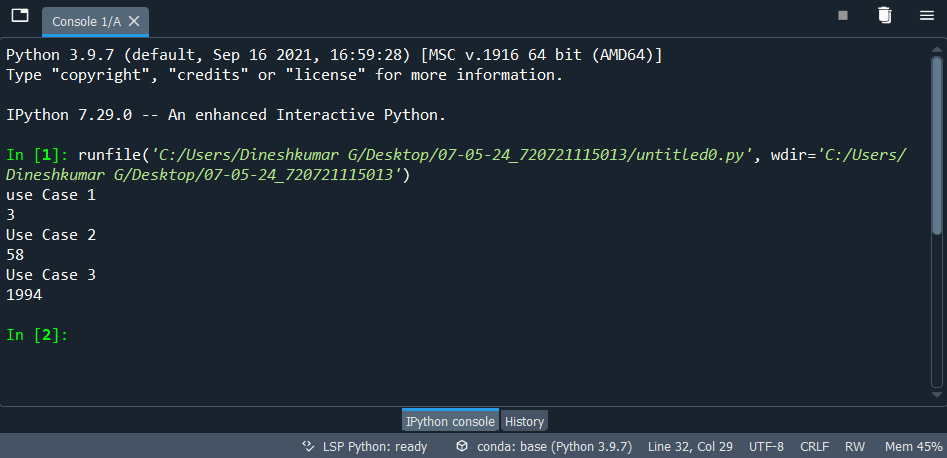 Console 1/A
Python 3.9.7 (default, Sep 16 2021, 16:59:28) [MSC v.1916 64 bit (AMD64)]
Type "copyright", "credits" or "license" for more information.
IPython 7.29.0 -- An enhanced Interactive Python.
In [1]: runfile('C:/Users/Dineshkumar G/Desktop/07-05-24_720721115013/untitled0.py', wdir='C:/Users/
Dineshkumar G/Desktop/07-05-24_720721115013')
use Case 1
3
Use Case 2
58
Use Case 3
1994
In [2]:
IPython console History
LSP Python: ready conda: base (Python 3.9.7) Line 32, Col 29 UTF-8 CRLF RW Mem 45%